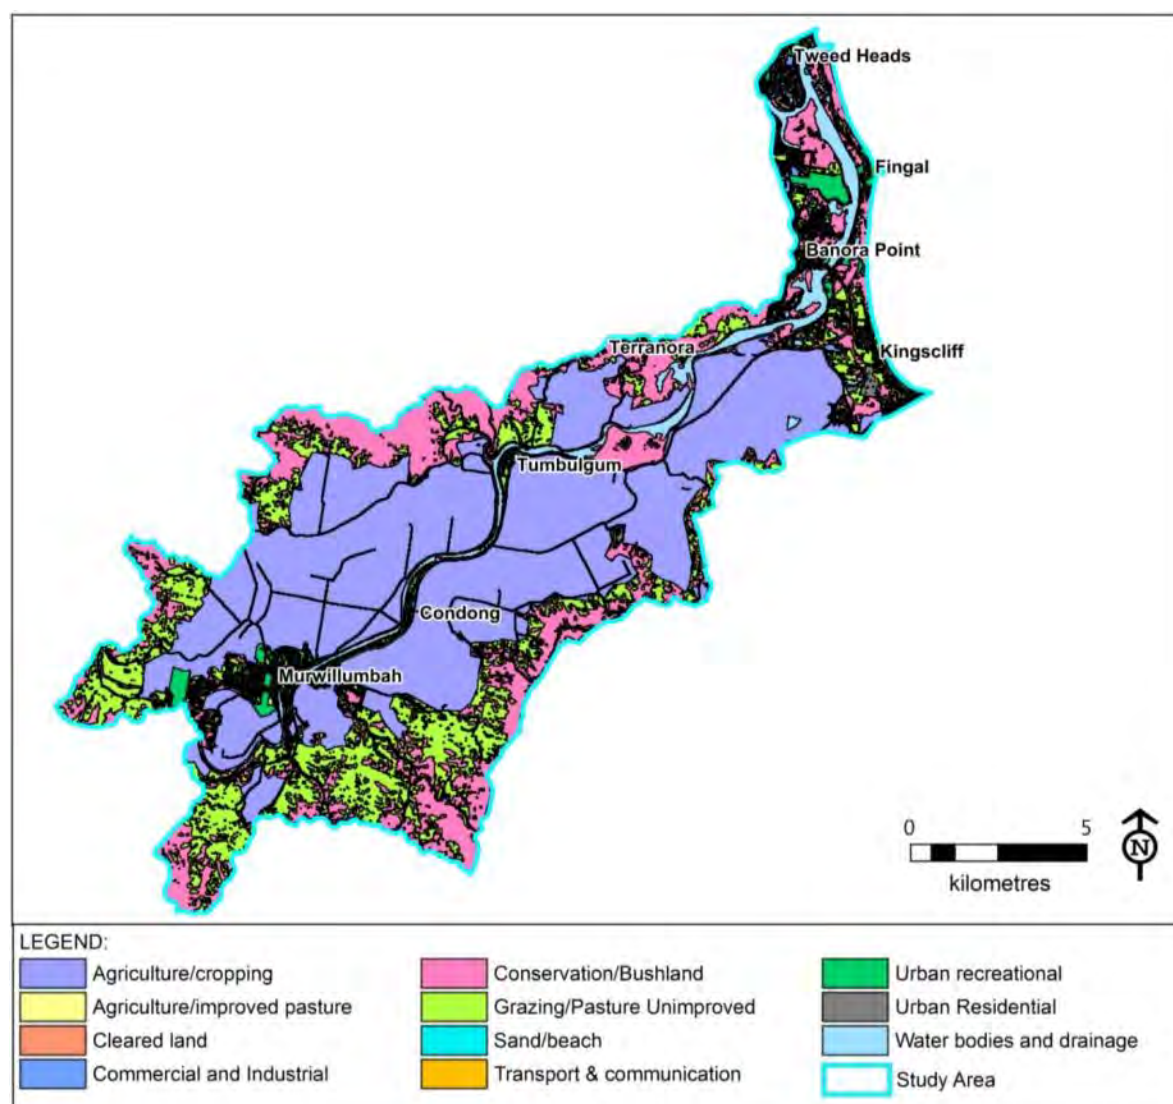 Tweed Heads
Fingal
Banora Point
Kingscliff
Terranora
Tumbulgum
Condong
Murwillumbah
0 5
kilometres
N
LEGEND:
Agriculture/cropping
Agriculture/improved pasture
Cleared land
Commercial and Industrial
Conservation/Bushland
Grazing/Pasture Unimproved
Sand/beach
Transport & communication
Urban recreational
Urban Residential
Water bodies and drainage
Study Area